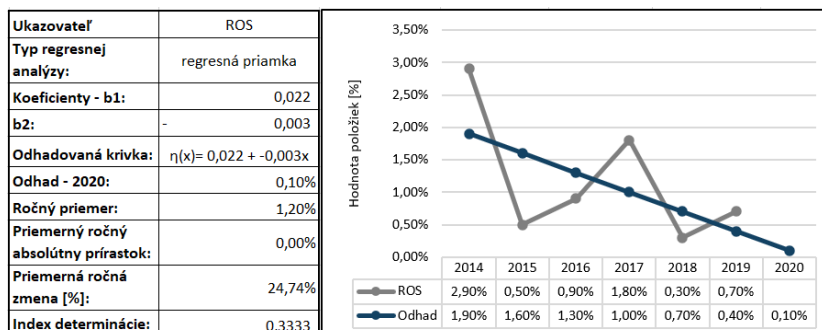 Ukazovateľ ROS
Typ regresnej analýzy: regresná priamka
Koeficienty - b1: 0,022
b2: - 0,003
Odhadovaná krivka: η(x)= 0,022 + -0,003x
Odhad - 2020: 0,10%
Ročný priemer: 1,20%
Priemerný ročný absolútny prírastok: 0,00%
Priemerná ročná zmena [%]: 24,74%
Index determinácie: 0,3333
Hodnota položiek [%]
3,50%
3,00%
2,50%
2,00%
1,50%
1,00%
0,50%
0,00%
2014 2015 2016 2017 2018 2019 2020
ROS 2,90% 0,50% 0,90% 1,80% 0,30% 0,70%
Odhad 1,90% 1,60% 1,30% 1,00% 0,70% 0,40% 0,10%